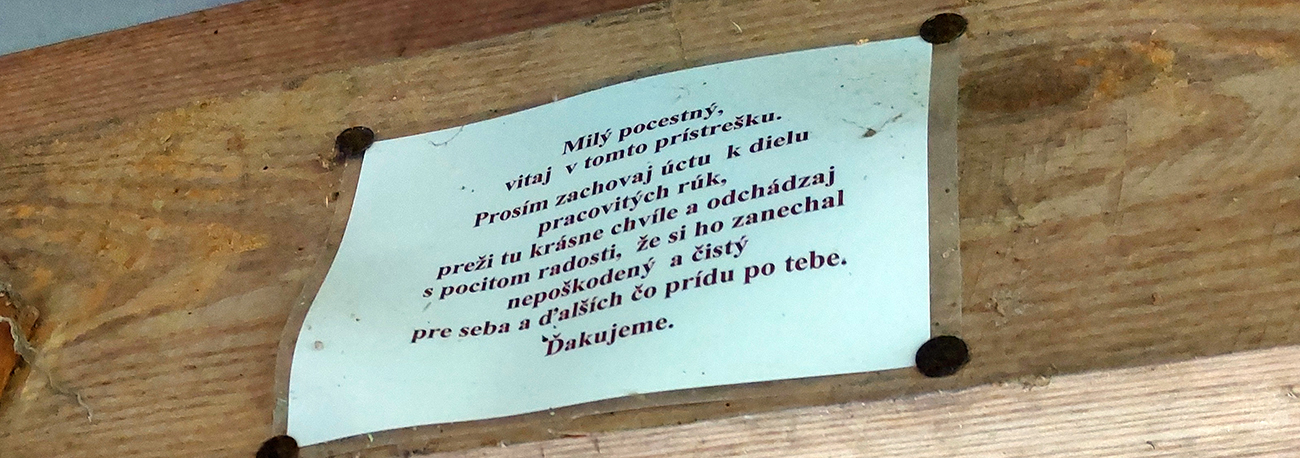 Milý pocestný,
vitaj v tomto prístrešku.
Prosím zachovaj úctu k dielu
pracovitých rúk,
preži tu krásne chvíle a odchádzaj
s pocitom radosti, že si ho zanechal
nepoškodený a čistý
pre seba a ďalších čo prídu po tebe.
Ďakujeme.